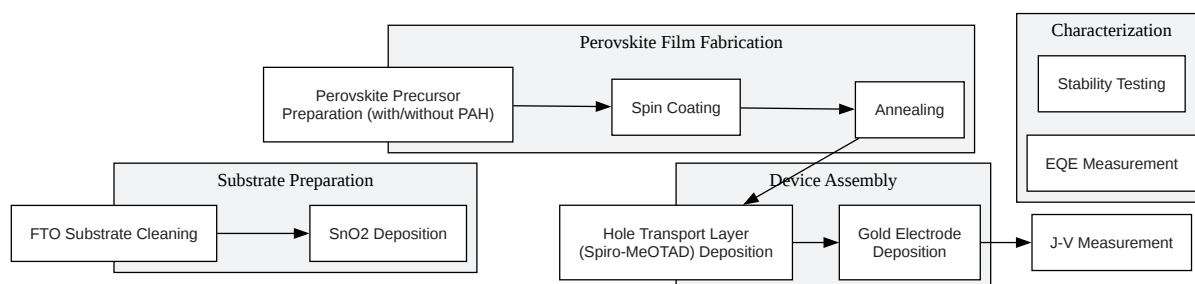 Perovskite Film Fabrication
Perovskite Precursor
Preparation (with/without PAH)
Spin Coating
Annealing
Characterization
Stability Testing
EQE Measurement
J-V Measurement
Substrate Preparation
FTO Substrate Cleaning
SnO2 Deposition
Device Assembly
Hole Transport Layer
(Spiro-MeOTAD) Deposition
Gold Electrode
Deposition